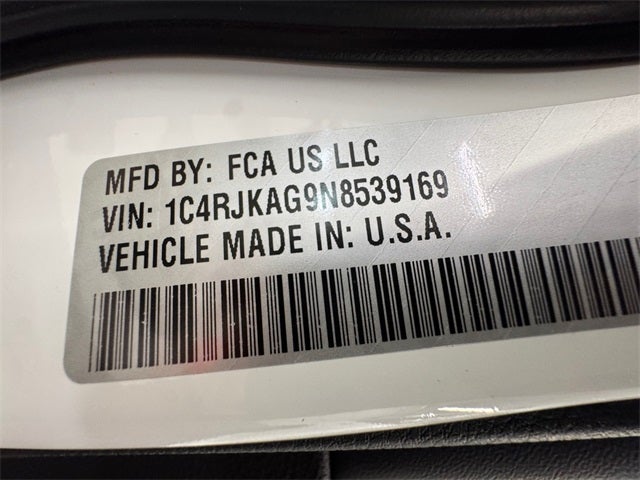 MFD BY: FCA US LLC
VIN: 1C4RJKAG9N8539169
VEHICLE MADE IN: U.S.A.